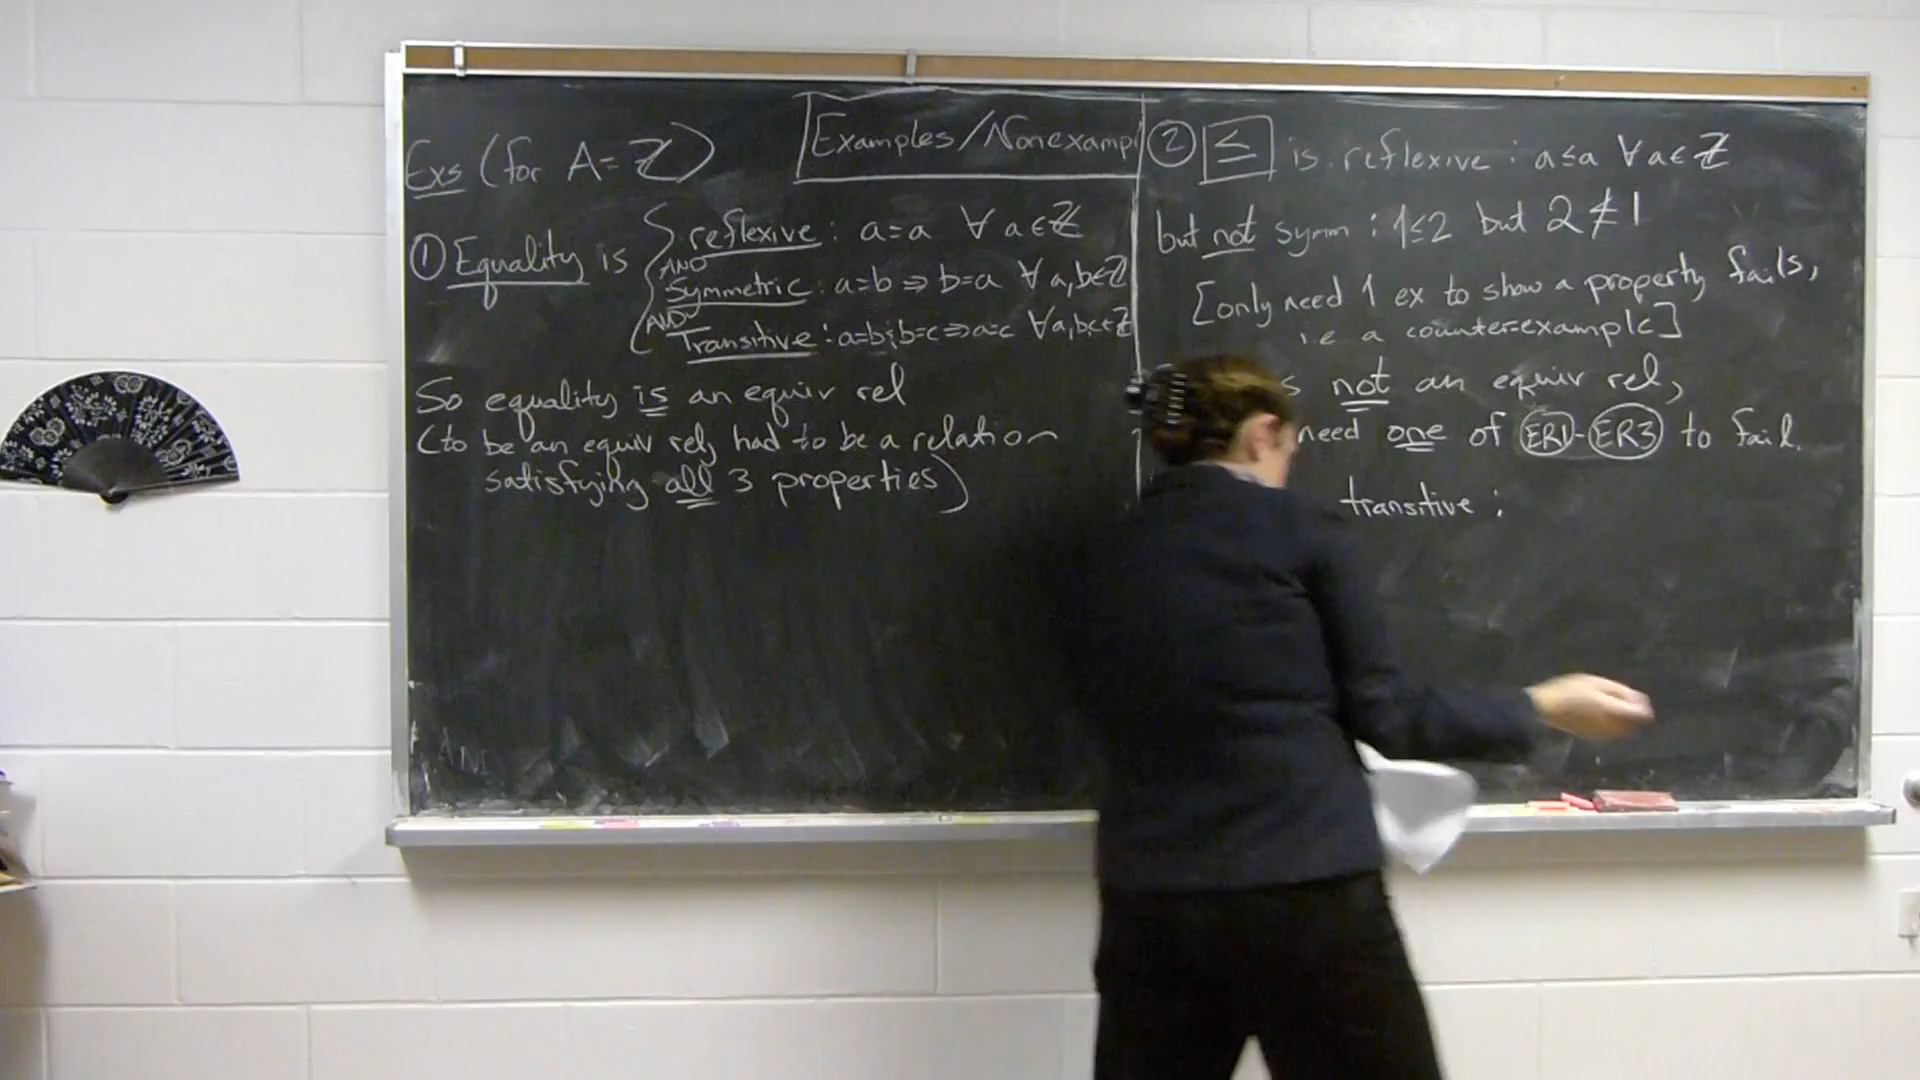 Exs (for A=ℤ)
Examples/Nonexamp
① Equality is
reflexive: a=a ∀ a∈ℤ
AND
Symmetric: a=b ⇒ b=a ∀ a,b∈ℤ
AND
Transitive: a=b; b=c ⇒ a=c ∀a,b,c∈ℤ
So equality is an equiv rel
(to be an equiv rel, had to be a relation
satisfying all 3 properties)
② ≤ is reflexive: a≤a ∀ a∈ℤ
but not symm: 1≤2 but 2≰1
[only need 1 ex to show a property fails,
i.e a counter-example]
not an equiv rel,
need one of ER1-ER3 to fail.
transitive: